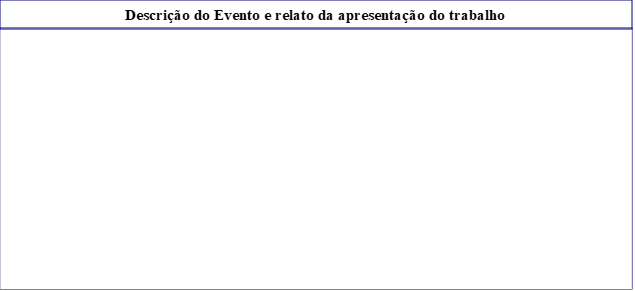 Descrição do Evento e relato da apresentação do trabalho